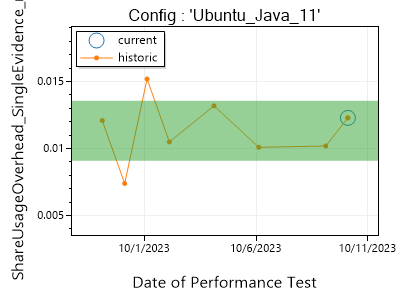 Config : 'Ubuntu_Java_11'
current
historic
0.015
0.01
0.005
10/1/2023
10/6/2023
10/11/2023
Date of Performance Test
ShareUsageOverhead_SingleEvidence_